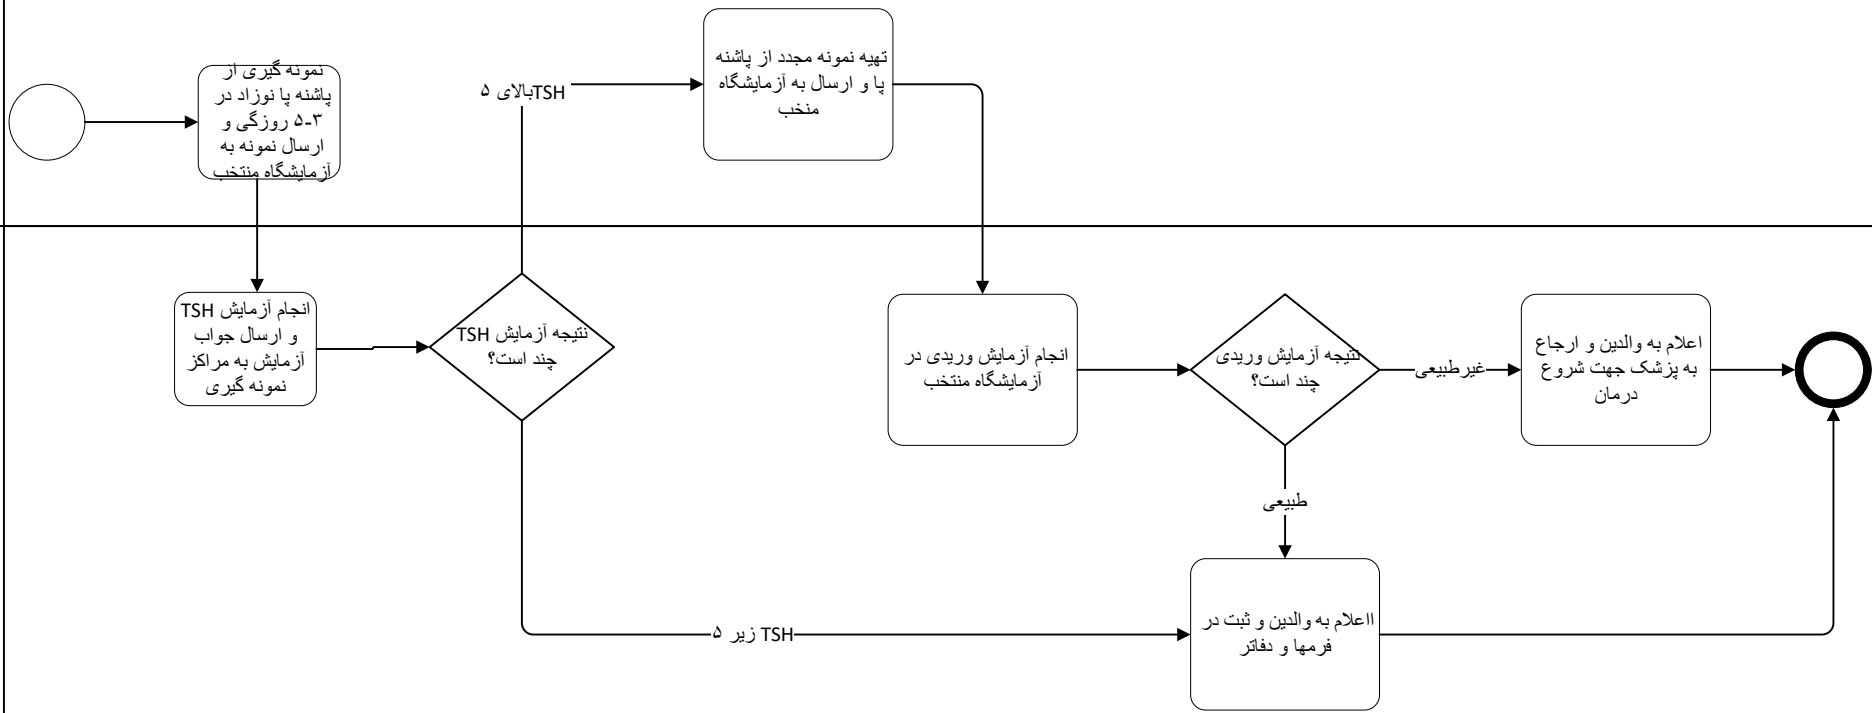 نمونه گیری از
پاشنه پا نوزاد در
۳-۵ روزگی و
ارسال نمونه به
آزمایشگاه منتخب
TSHبالای ۵
تهیه نمونه مجدد از پاشنه
پا و ارسال به آزمایشگاه
منخب
انجام آزمایش TSH
و ارسال جواب
آزمایش به مراکز
نمونه گیری
نتیجه آزمایش TSH
چند است؟
انجام آزمایش وریدی در
آزمایشگاه منتخب
نتیجه آزمایش وریدی
چند است؟
غیرطبیعی
اعلام به والدین و ارجاع
به پزشک جهت شروع
درمان
طبیعی
TSH زیر ۵
ااعلام به والدین و ثبت در
فرمها و دفاتر